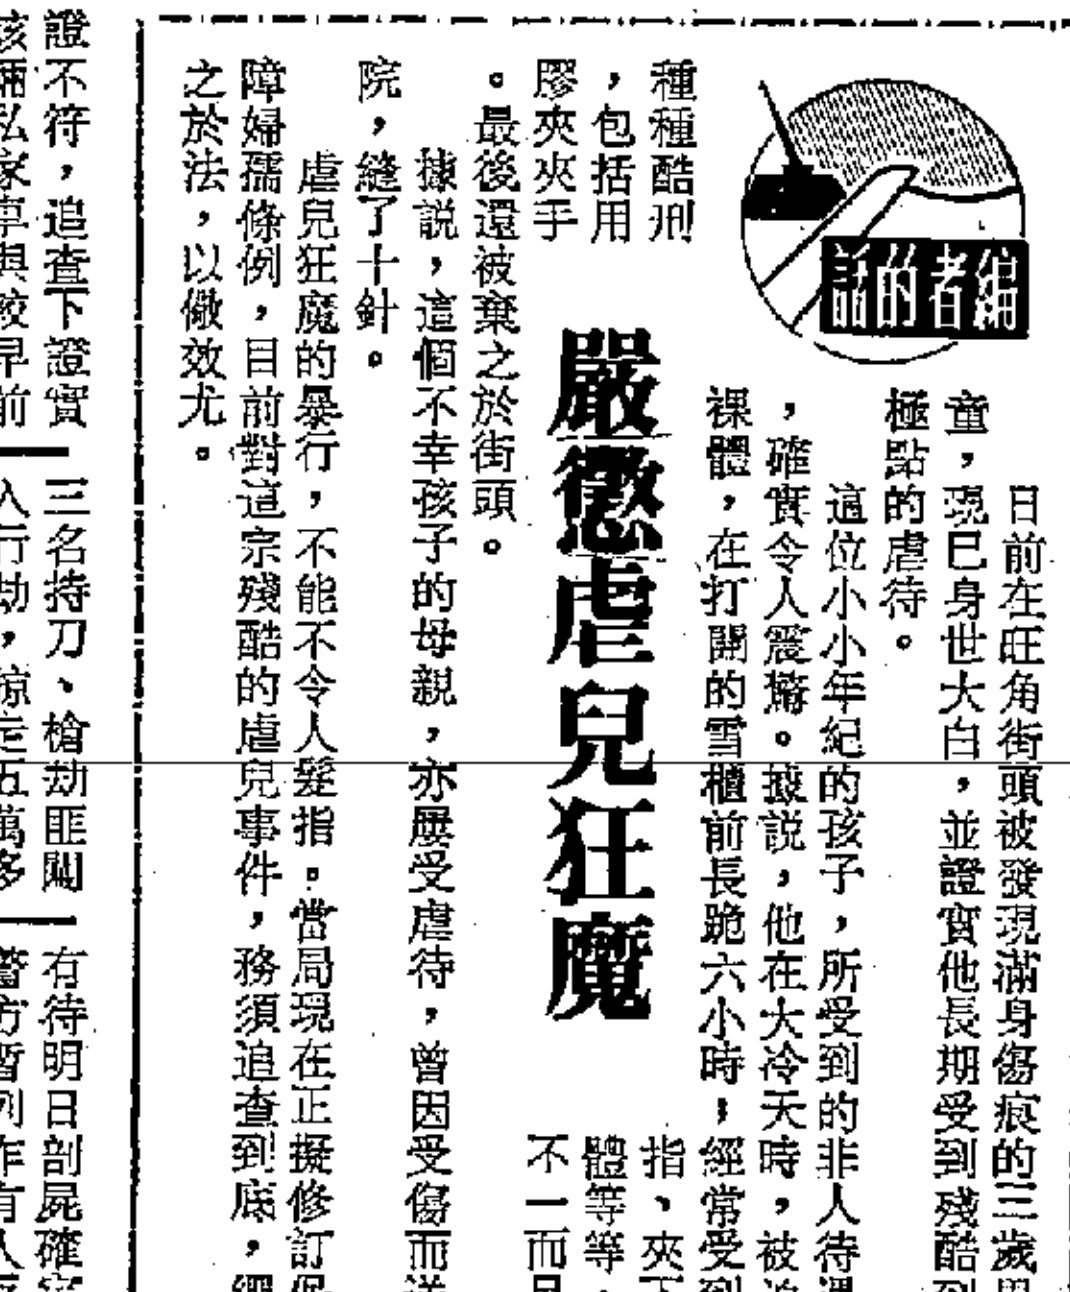 編者的話
嚴懲虐兒狂魔
日前在旺角街頭被發現滿身傷痕的三歲男
童，現已身世大白，並證實他長期受到殘酷到
極點的虐待。
這位小小年紀的孩子，所受到的非人待遇
，確實令人震撼。據說，他在大冷天時，被迫
裸體，在打開的雪櫃前長跪六小時；經常受到
種種酷刑
，包括用
膠夾夾手
指、夾下
體等等，
不一而足
。最後還被棄之於街頭。
據說，這個不幸孩子的母親，亦屢受虐待，曾因受傷而送
院，縫了十針。
虐兒狂魔的暴行，不能不令人髮指。當局現在正擬修訂保
障婦孺條例，目前對這宗殘酷的虐兒事件，務須追查到底，繩
之於法，以儆效尤。
證不符，追查下證實
該兩私家車與較早前
三名持刀、槍劫匪闖
入行劫，掠走五萬多
有待明日剖屍確定
警方暫列作有人